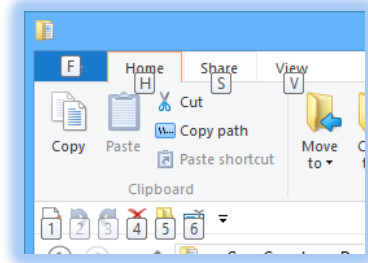 F
Home Share View
H S V
Cut
Copy path
Paste shortcut
Copy Paste Move
to
Clipboard
1 2 3 4 5 6